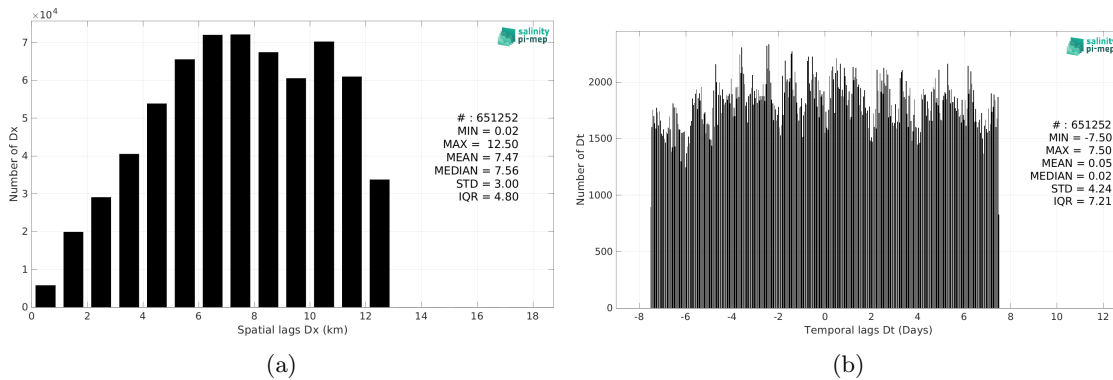 ×10⁴
7
6
5
4
3
2
1
0
Number of Dx
0 2 4 6 8 10 12 14 16 18
Spatial lags Dx (km)
salinity
pi-mep
# : 651252
MIN = 0.02
MAX = 12.50
MEAN = 7.47
MEDIAN = 7.56
STD = 3.00
IQR = 4.80
(a)
2000
1500
1000
500
0
Number of Dt
-8 -6 -4 -2 0 2 4 6 8 10 12
Temporal lags Dt (Days)
salinity
pi-mep
# : 651252
MIN = -7.50
MAX = 7.50
MEAN = 0.05
MEDIAN = 0.02
STD = 4.24
IQR = 7.21
(b)